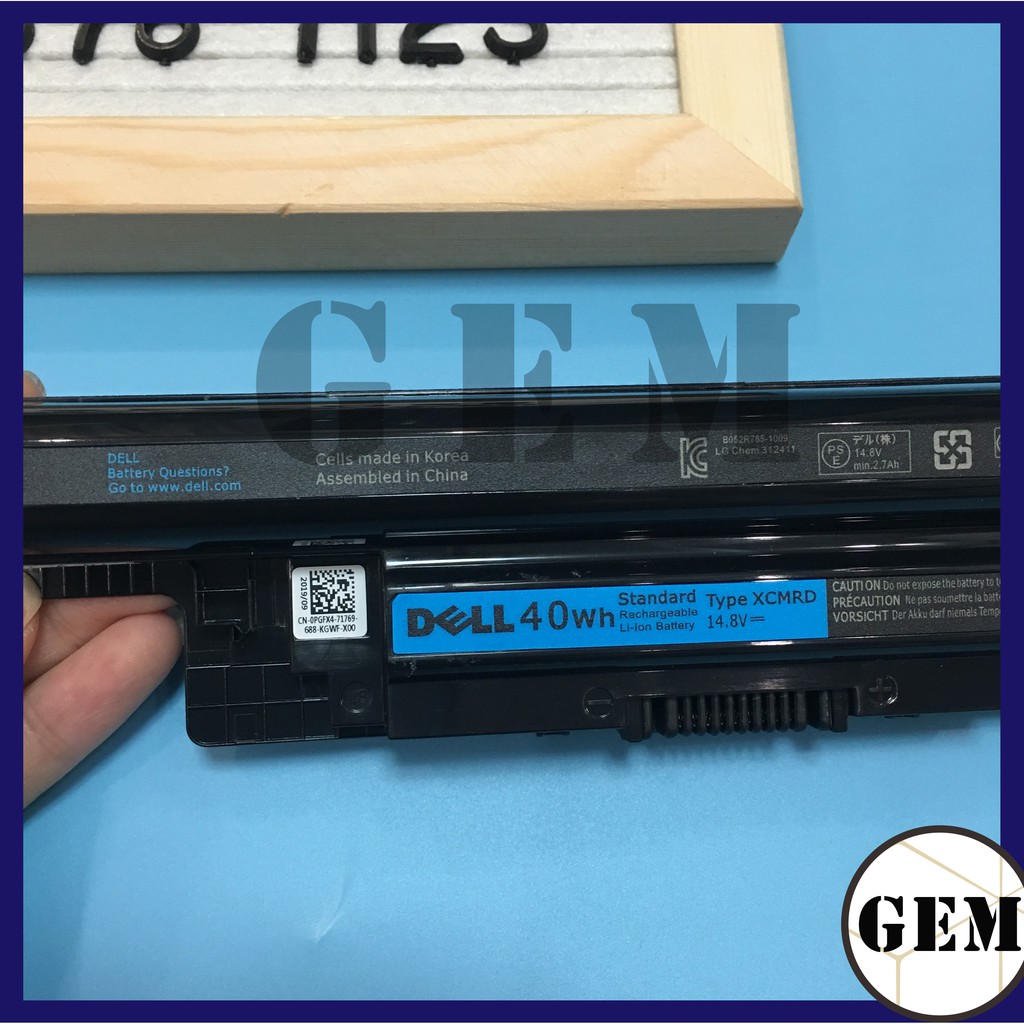 1123
GEM
DELL
Battery Questions?
Go to www.dell.com
Cells made in Korea
Assembled in China
B052R785-1009
LG Chem 312411
PS
E
デル(株)
14.8V
min.2.7Ah
2019/09
CN-0PGFX4-71769-
688-KGWF-X00
DELL 40Wh
Standard
Rechargeable
Li-Ion Battery
Type XCMRD
14.8V
CAUTION Do not expose the battery to
PRÉCAUTION Ne pas soumettre la
VORSICHT Der Akku darf niemals
GEM